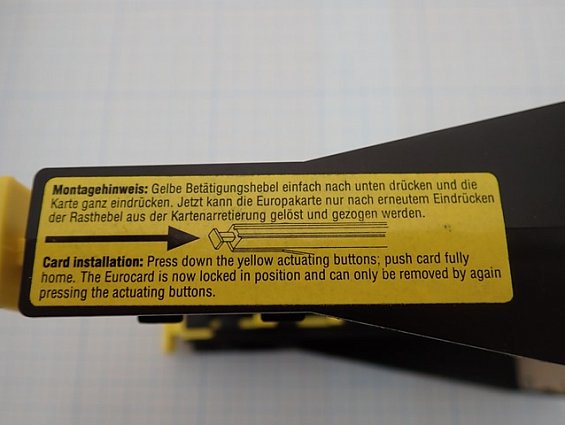 Montagehinweis: Gelbe Betätigungshebel einfach nach unten drücken und die
Karte ganz eindrücken. Jetzt kann die Europakarte nur nach erneutem Eindrücken
der Rasthebel aus der Kartenarretierung gelöst und gezogen werden.
Card installation: Press down the yellow actuating buttons; push card fully
home. The Eurocard is now locked in position and can only be removed by again
pressing the actuating buttons.